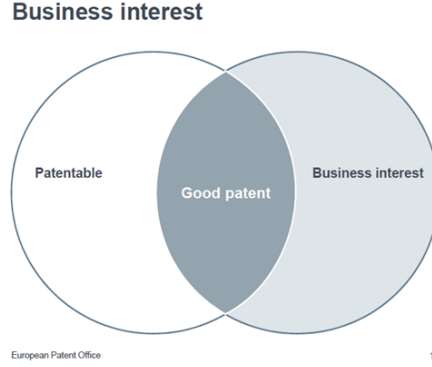 Business interest
Patentable
Good patent
Business interest
European Patent Office